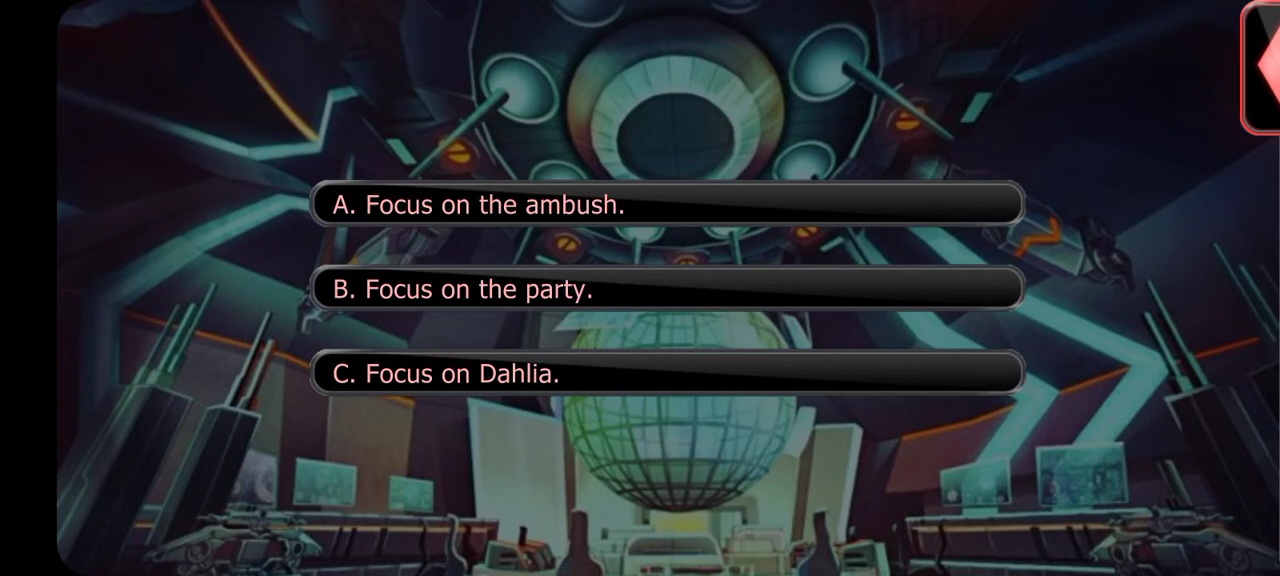 A. Focus on the ambush.
B. Focus on the party.
C. Focus on Dahlia.